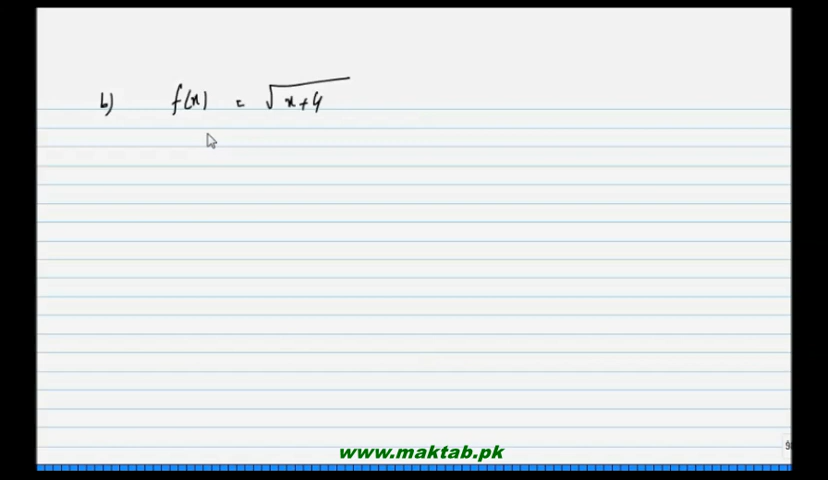 b) f(x) = √x+4
www.maktab.pk